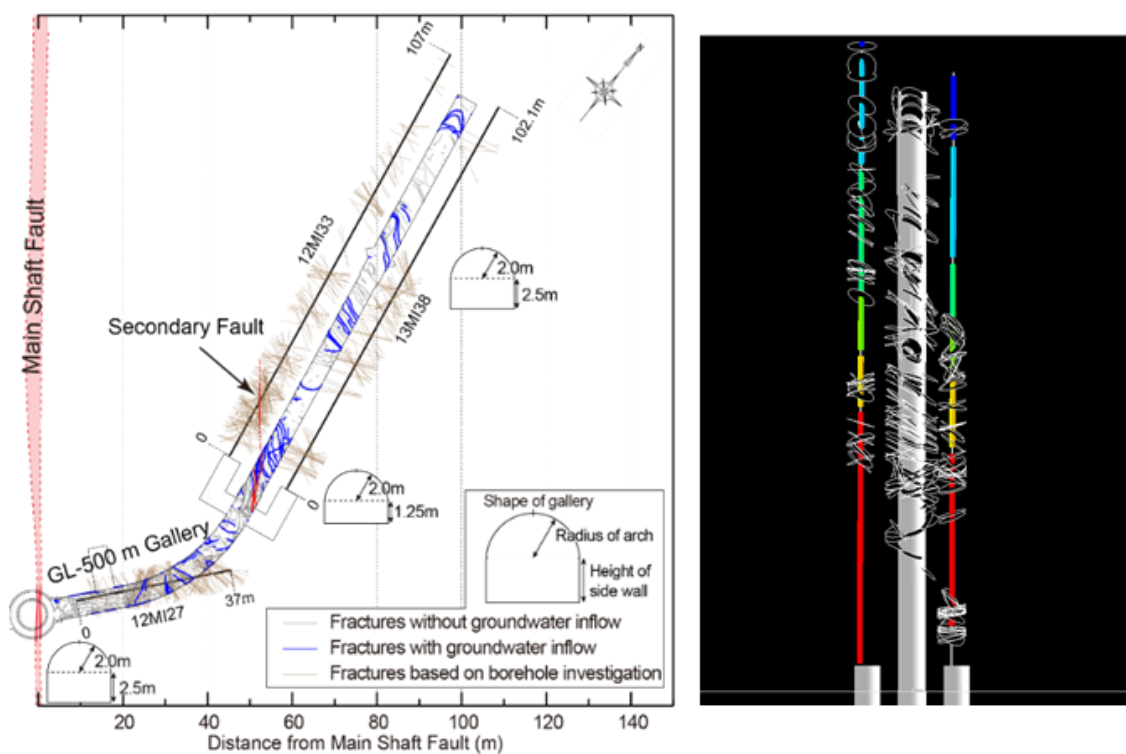 107m
102.1m
Main Shaft Fault
12MI33
2.0m
2.5m
13MI38
Secondary Fault
0
0
2.0m
1.25m
Shape of gallery
Radius of arch
Height of
side wall
GL-500 m Gallery
37m
12MI27
0
2.0m
2.5m
Fractures without groundwater inflow
Fractures with groundwater inflow
Fractures based on borehole investigation
20 40 60 80 100 120 140
Distance from Main Shaft Fault (m)